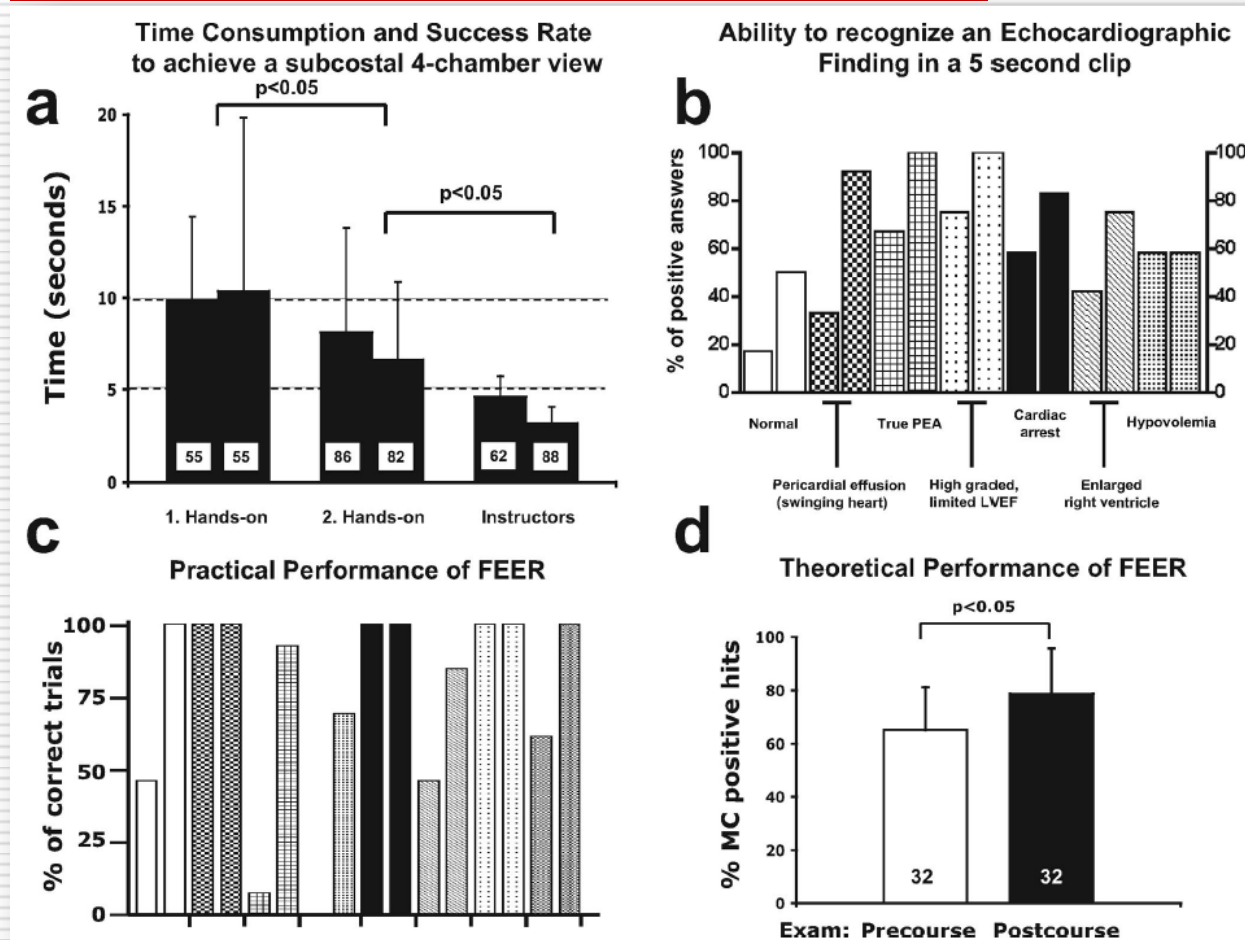 Time Consumption and Success Rate
to achieve a subcostal 4-chamber view
a
p<0.05
p<0.05
Time (seconds)
20
15
10
5
0
55
55
86
82
62
88
1. Hands-on
2. Hands-on
Instructors
Ability to recognize an Echocardiographic
Finding in a 5 second clip
b
% of positive answers
100
80
60
40
20
0
100
80
60
40
20
0
Normal
True PEA
Cardiac
arrest
Hypovolemia
Pericardial effusion
(swinging heart)
High graded,
limited LVEF
Enlarged
right ventricle
c
Practical Performance of FEER
% of correct trials
100
75
50
25
0
d
Theoretical Performance of FEER
p<0.05
% MC positive hits
100
80
60
40
20
0
32
32
Exam: Precourse Postcourse